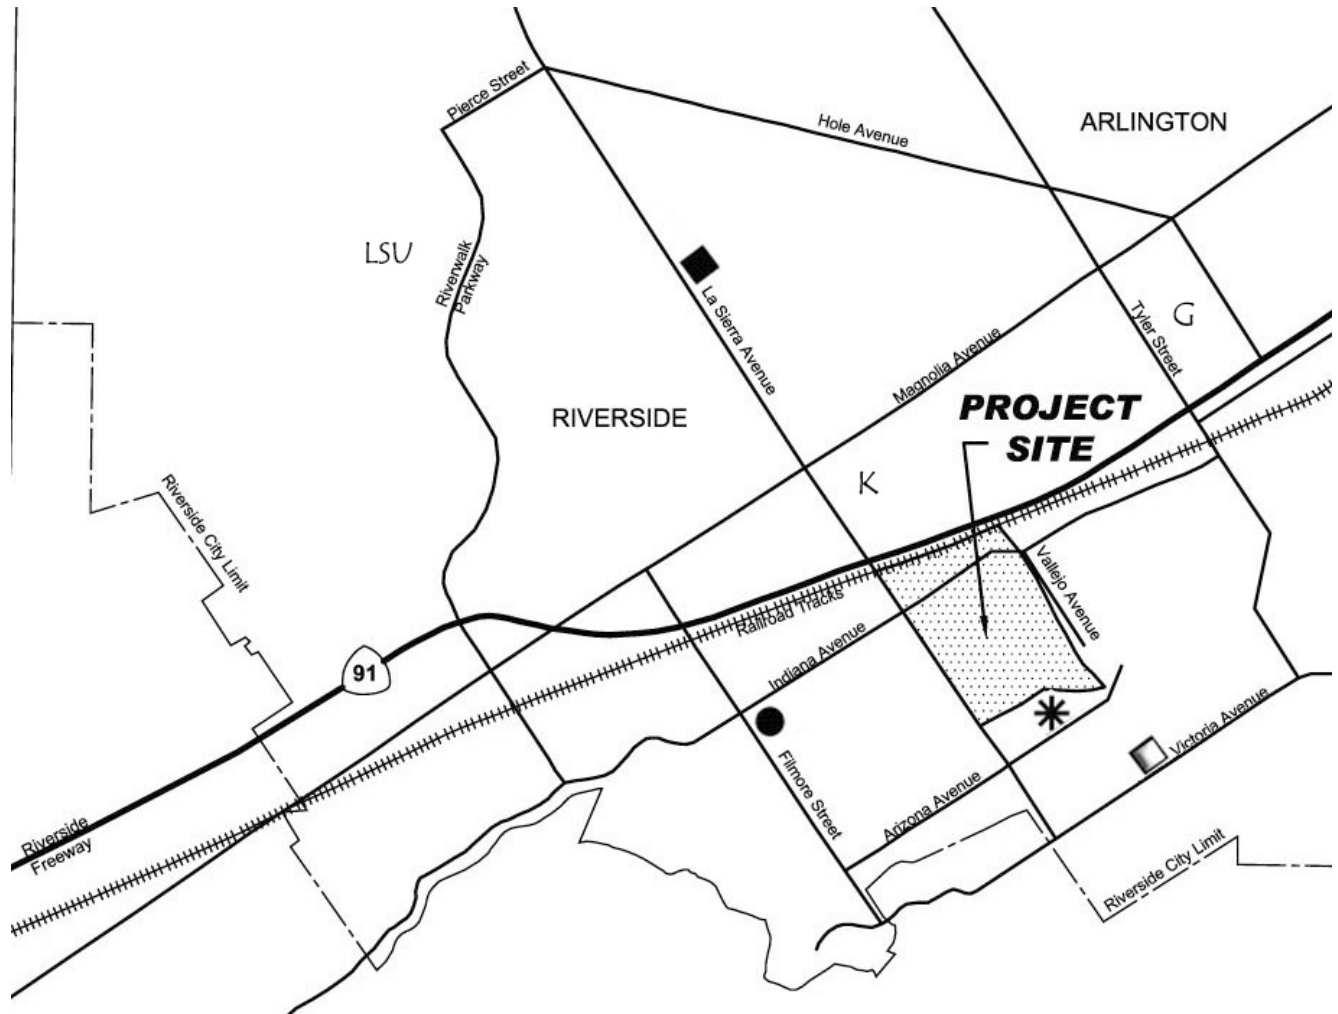 Pierce Street
Hole Avenue
ARLINGTON
LSU
Riverwalk
Parkway
La Sierra Avenue
Tyler Street
G
Magnolia Avenue
PROJECT
SITE
RIVERSIDE
K
Riverside City Limit
Vallejo Avenue
Railroad Tracks
Indiana Avenue
91
Victoria Avenue
Filmore Street
Arizona Avenue
Riverside
Freeway
Riverside City Limit